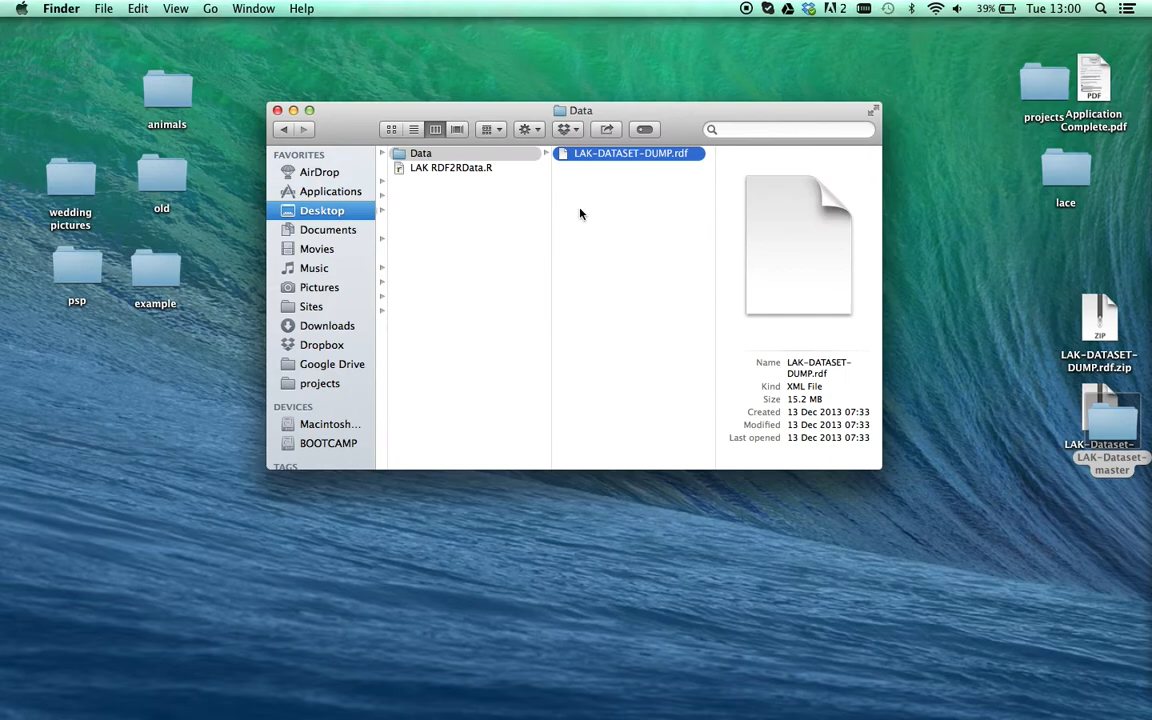 Finder File Edit View Go Window Help
2 39% Tue 13:00
animals
wedding
pictures
old
psp
example
projects
PDF
Application
Complete.pdf
lace
ZIP
LAK-DATASET-
DUMP.rdf.zip
LAK-Dataset-
LAK-Dataset-
master
Data
FAVORITES
AirDrop
Applications
Desktop
Documents
Movies
Music
Pictures
Sites
Downloads
Dropbox
Google Drive
projects
DEVICES
Macintosh...
BOOTCAMP
TAGS
Data
LAK RDF2RData.R
LAK-DATASET-DUMP.rdf
Name LAK-DATASET-
DUMP.rdf
Kind XML File
Size 15.2 MB
Created 13 Dec 2013 07:33
Modified 13 Dec 2013 07:33
Last opened 13 Dec 2013 07:33